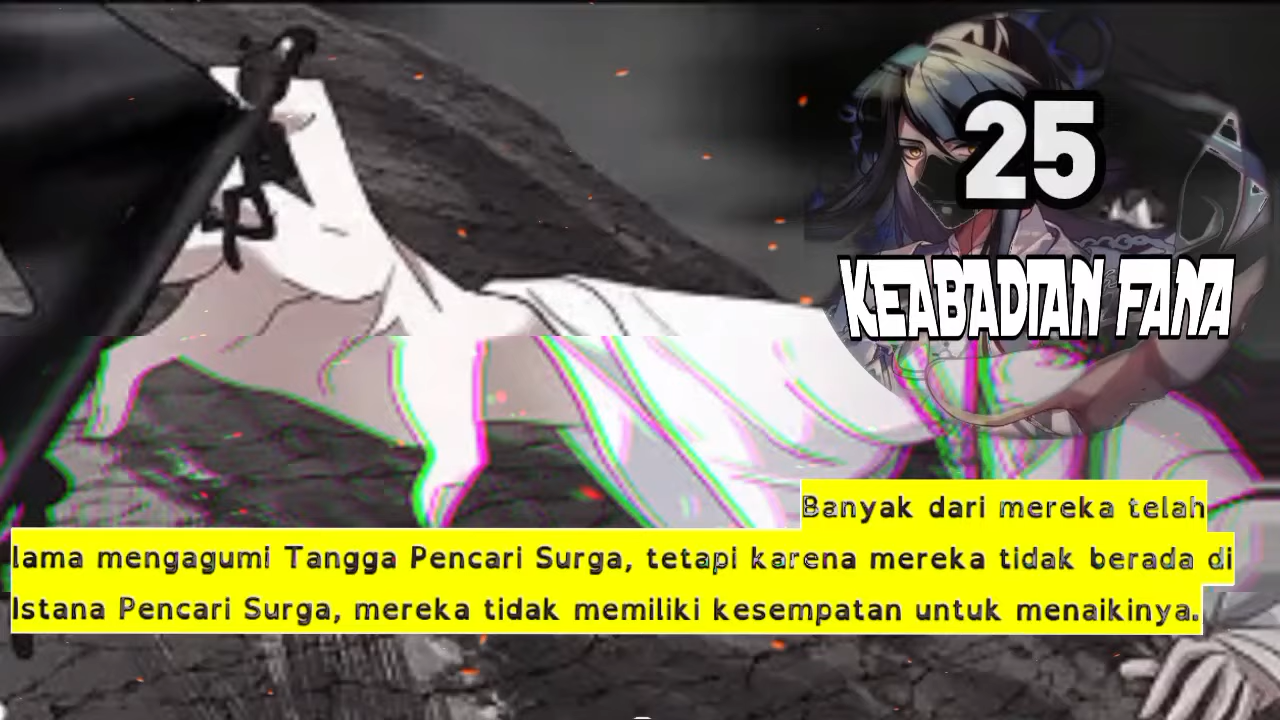 25
KEABADIAN FANA
Banyak dari mereka telah
lama mengagumi Tangga Pencari Surga, tetapi karena mereka tidak berada di
Istana Pencari Surga, mereka tidak memiliki kesempatan untuk menaikinya.